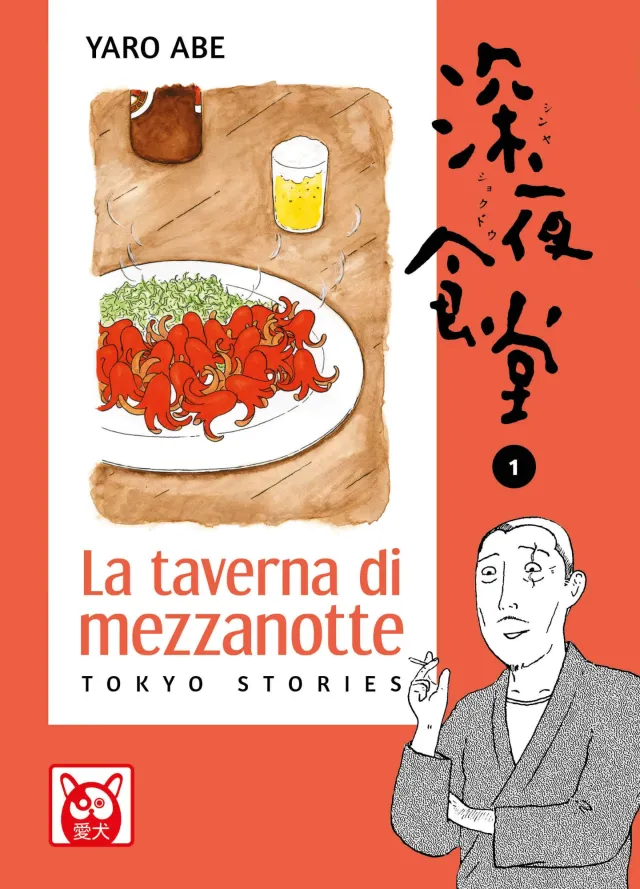 YARO ABE
深夜食堂
シンヤ
ショクドウ
1
La taverna di
mezzanotte
TOKYO STORIES
愛犬